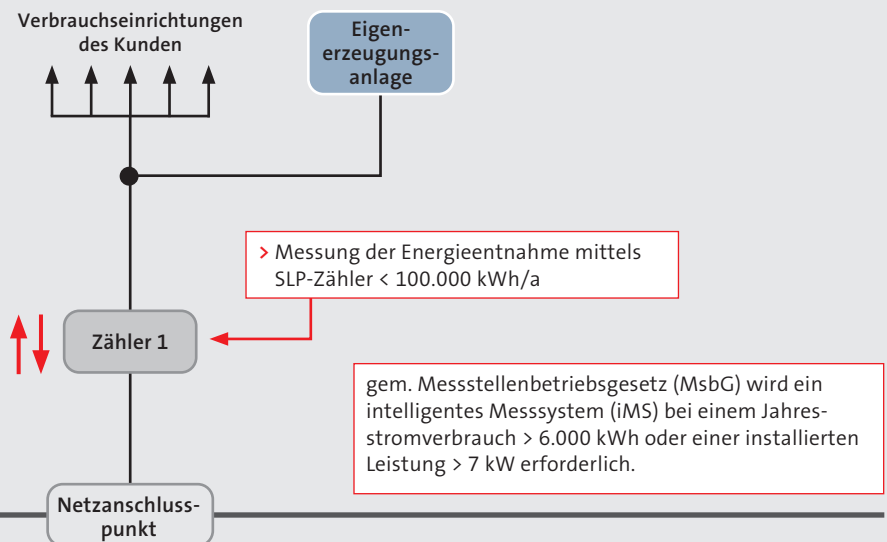 Verbrauchseinrichtungen
des Kunden
Eigen-
erzeugungs-
anlage
> Messung der Energieentnahme mittels
SLP-Zähler < 100.000 kWh/a
Zähler 1
gem. Messstellenbetriebsgesetz (MsbG) wird ein
intelligentes Messsystem (iMS) bei einem Jahres-
stromverbrauch > 6.000 kWh oder einer installierten
Leistung > 7 kW erforderlich.
Netzanschluss-
punkt